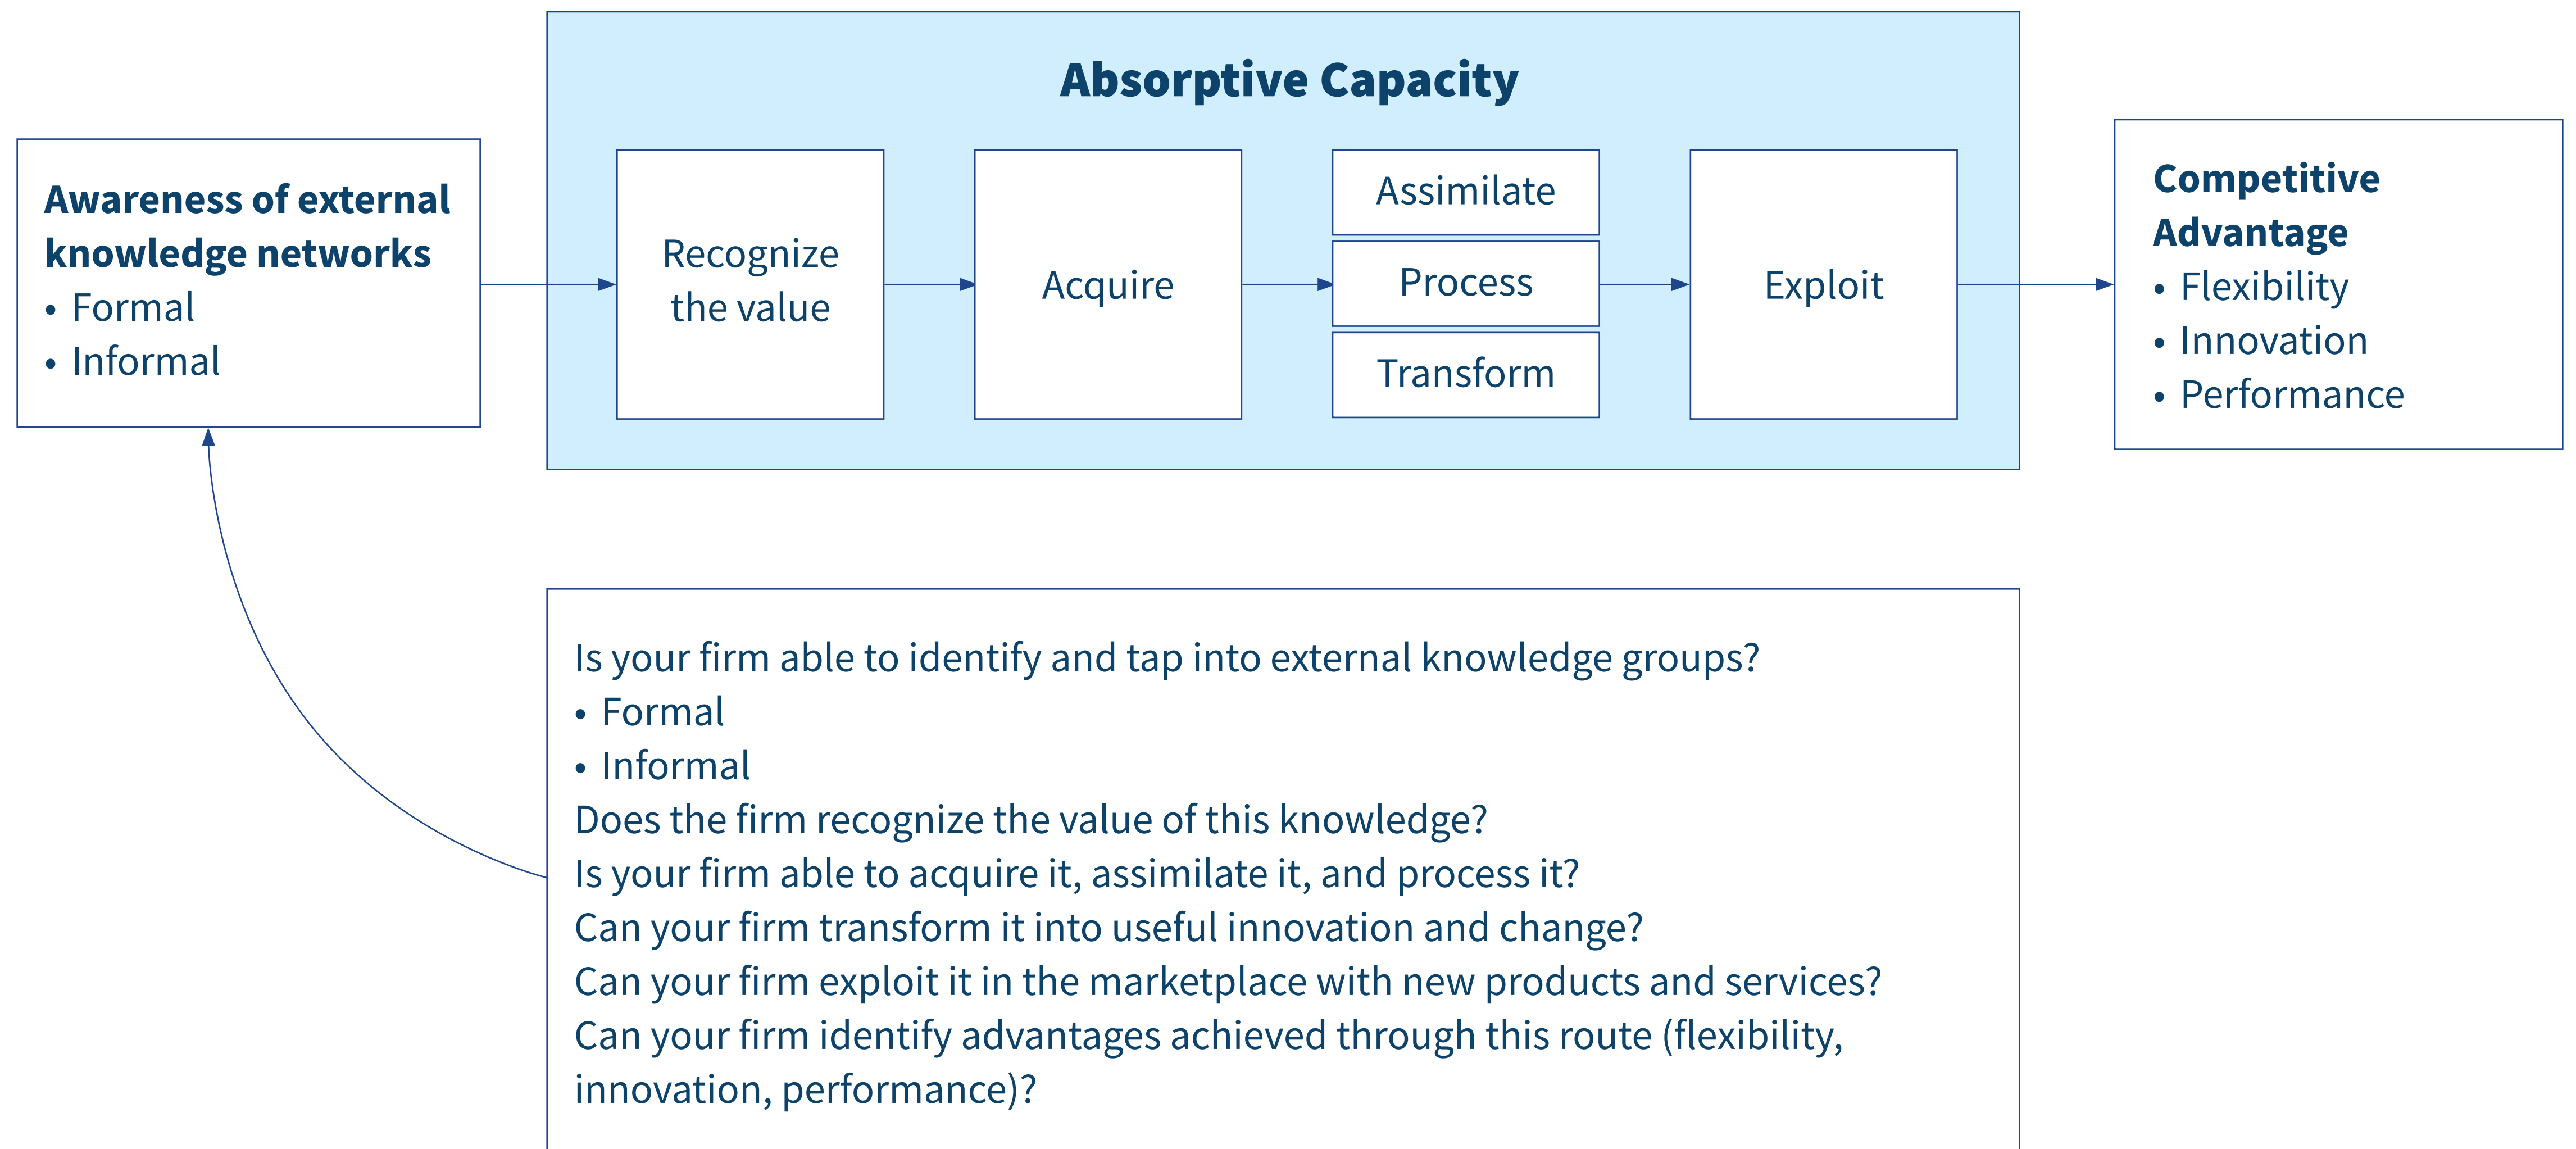 Absorptive Capacity
Awareness of external
knowledge networks
• Formal
• Informal
Recognize
the value
Acquire
Assimilate
Process
Transform
Exploit
Competitive
Advantage
• Flexibility
• Innovation
• Performance
Is your firm able to identify and tap into external knowledge groups?
• Formal
• Informal
Does the firm recognize the value of this knowledge?
Is your firm able to acquire it, assimilate it, and process it?
Can your firm transform it into useful innovation and change?
Can your firm exploit it in the marketplace with new products and services?
Can your firm identify advantages achieved through this route (flexibility,
innovation, performance)?